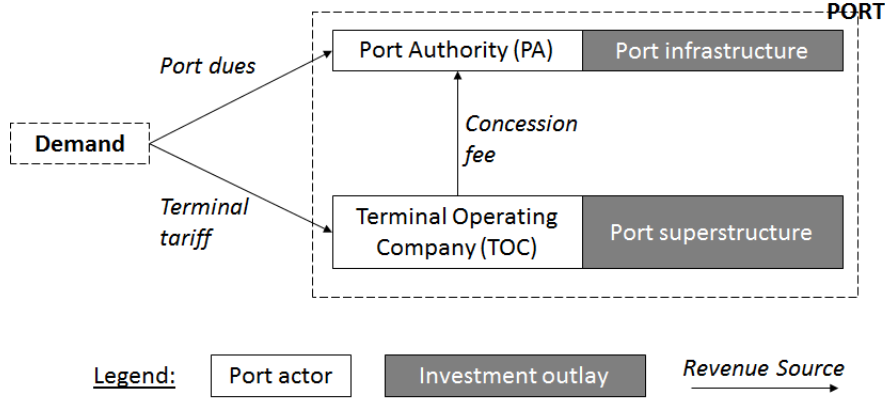 PORT
Port Authority (PA)
Port infrastructure
Port dues
Concession
fee
Demand
Terminal
tariff
Terminal Operating
Company (TOC)
Port superstructure
Legend:
Port actor
Investment outlay
Revenue Source